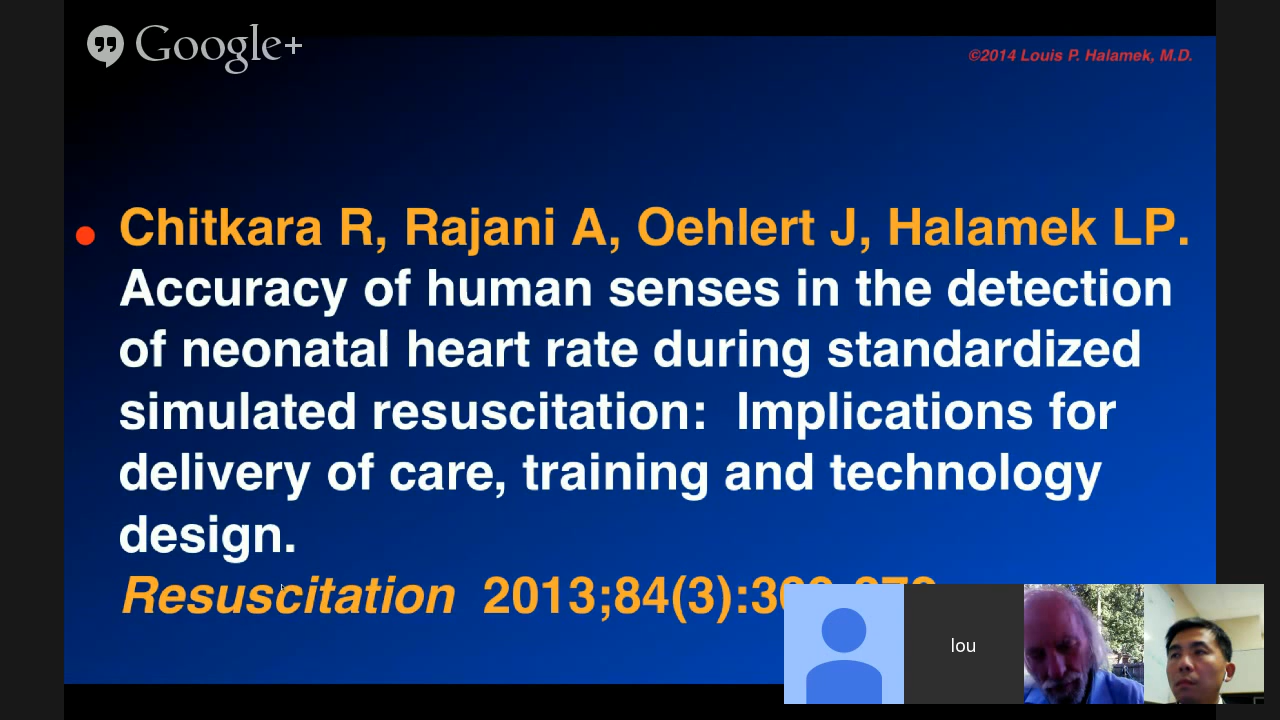 Google+
©2014 Louis P. Halamek, M.D.
• Chitkara R, Rajani A, Oehlert J, Halamek LP.
Accuracy of human senses in the detection
of neonatal heart rate during standardized
simulated resuscitation:  Implications for
delivery of care, training and technology
design.
Resuscitation  2013;84(3):
lou